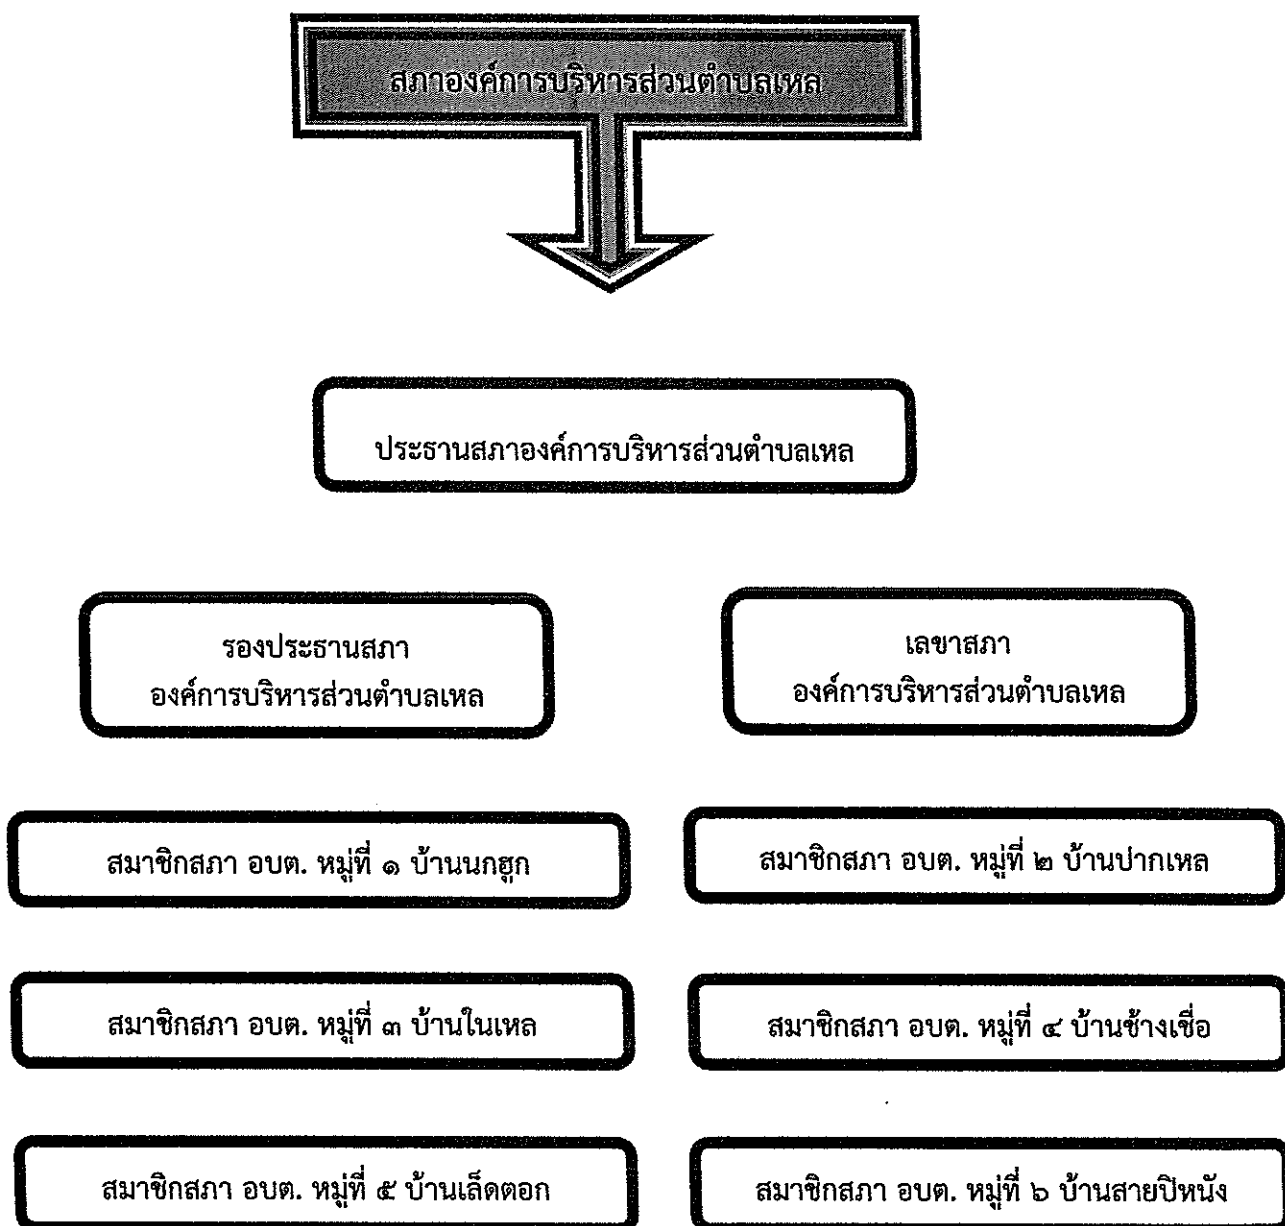 สภาองค์การบริหารส่วนตำบลเหล
ประธานสภาองค์การบริหารส่วนตำบลเหล
รองประธานสภา
องค์การบริหารส่วนตำบลเหล
เลขาสภา
องค์การบริหารส่วนตำบลเหล
สมาชิกสภา อบต. หมู่ที่ ๑ บ้านนกฮูก
สมาชิกสภา อบต. หมู่ที่ ๒ บ้านปากเหล
สมาชิกสภา อบต. หมู่ที่ ๓ บ้านในเหล
สมาชิกสภา อบต. หมู่ที่ ๔ บ้านช้างเชื่อ
สมาชิกสภา อบต. หมู่ที่ ๕ บ้านเล็ดตอก
สมาชิกสภา อบต. หมู่ที่ ๖ บ้านสายปิหนัง